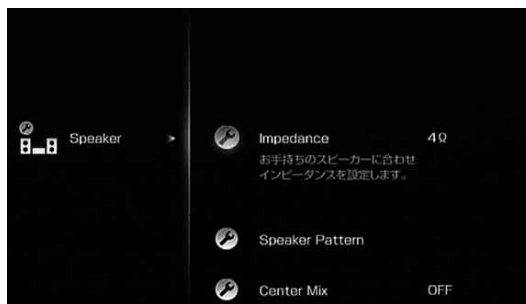 Speaker
Impedance 4Ω
お手持ちのスピーカーに合わせ
インピータンスを設定します。
Speaker Pattern
Center Mix OFF